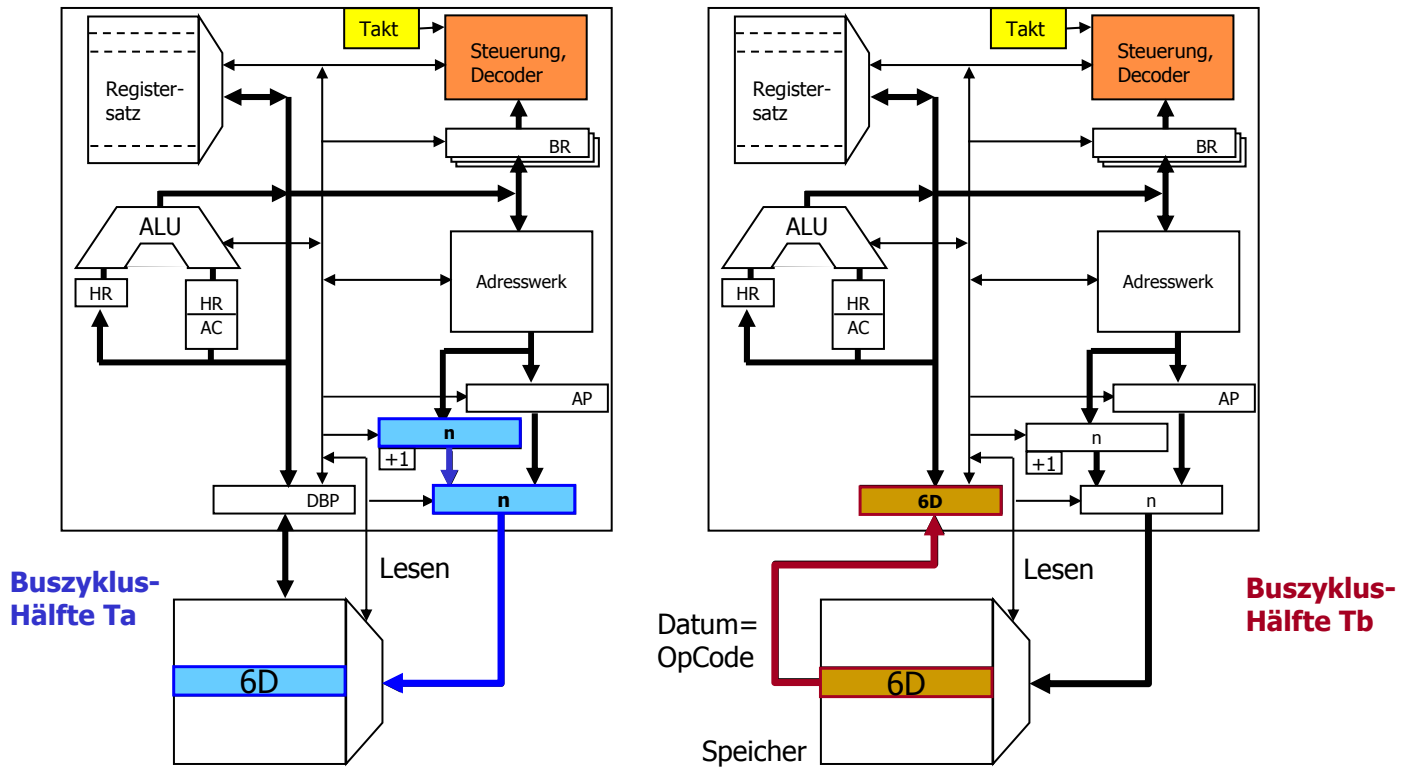 Takt
Steuerung,
Decoder
Register-
satz
BR
ALU
HR
HR
AC
Adresswerk
AP
n
+1
DBP
n
Lesen
Buszyklus-
Hälfte Ta
6D
Takt
Steuerung,
Decoder
Register-
satz
BR
ALU
HR
HR
AC
Adresswerk
AP
n
+1
6D
n
Lesen
Buszyklus-
Hälfte Tb
Datum=
OpCode
6D
Speicher